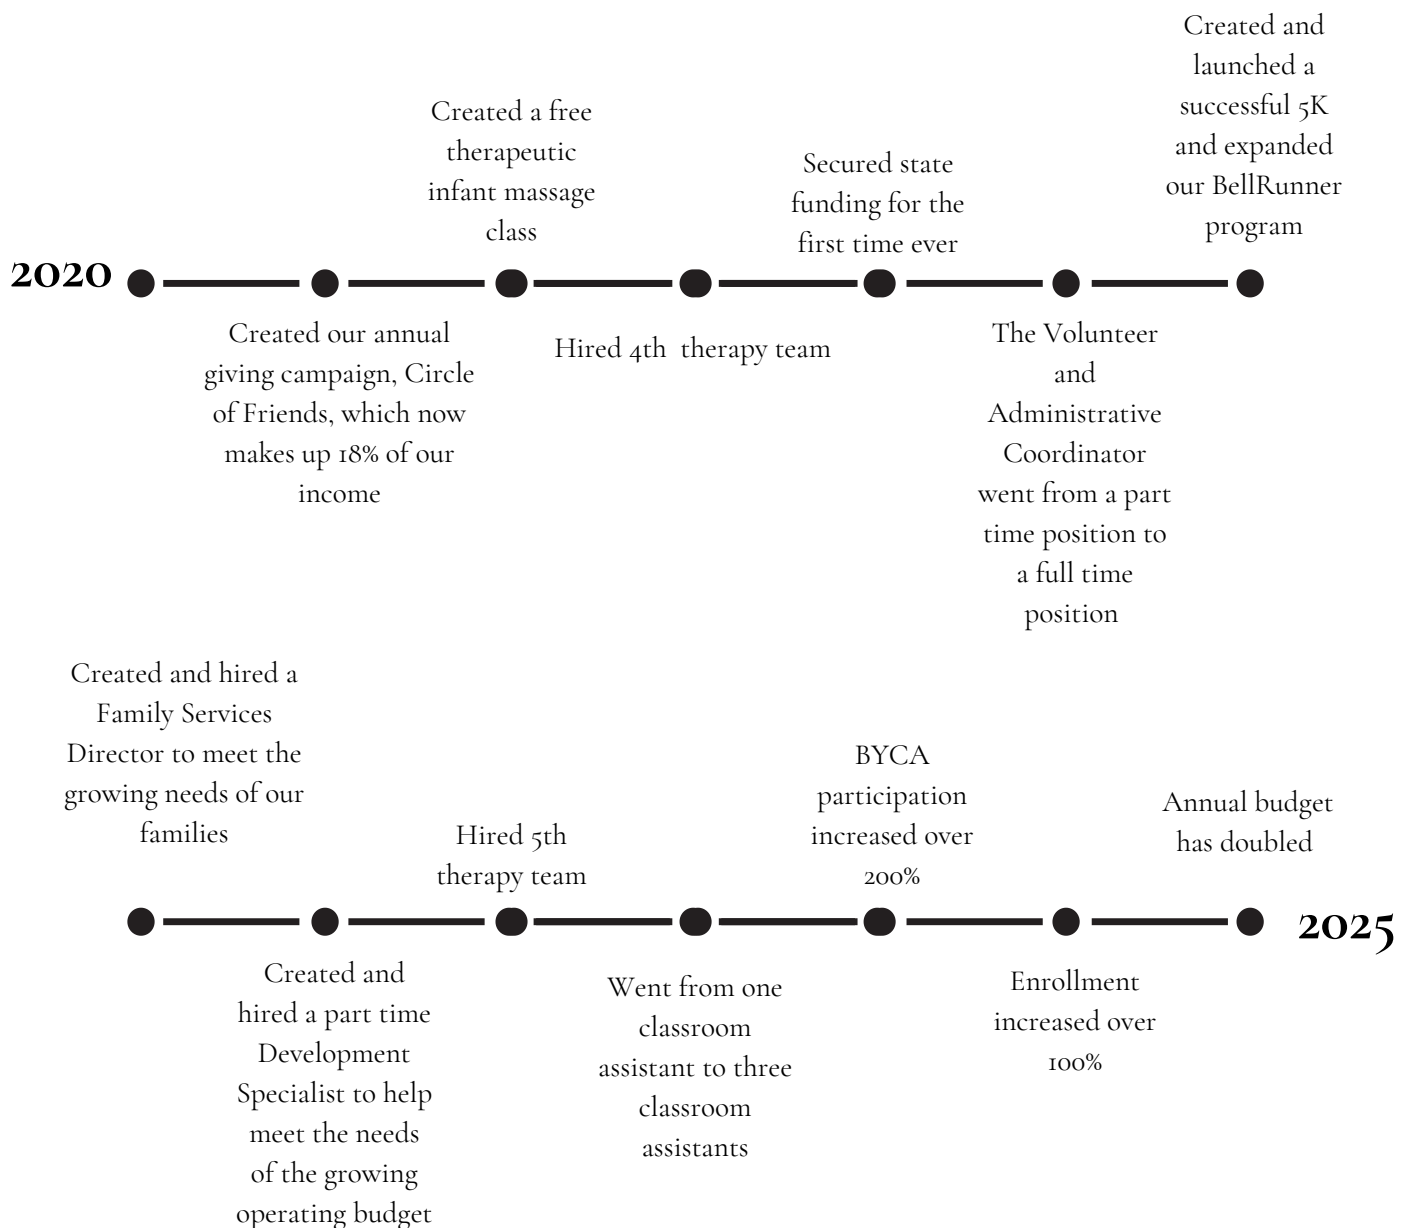 2020
Created our annual
giving campaign, Circle
of Friends, which now
makes up 18% of our
income
Created a free
therapeutic
infant massage
class
Hired 4th  therapy team
Secured state
funding for the
first time ever
The Volunteer
and
Administrative
Coordinator
went from a part
time position to
a full time
position
Created and
launched a
successful 5K
and expanded
our BellRunner
program
Created and hired a
Family Services
Director to meet the
growing needs of our
families
Created and
hired a part time
Development
Specialist to help
meet the needs
of the growing
operating budget
Hired 5th
therapy team
Went from one
classroom
assistant to three
classroom
assistants
BYCA
participation
increased over
200%
Enrollment
increased over
100%
Annual budget
has doubled
2025